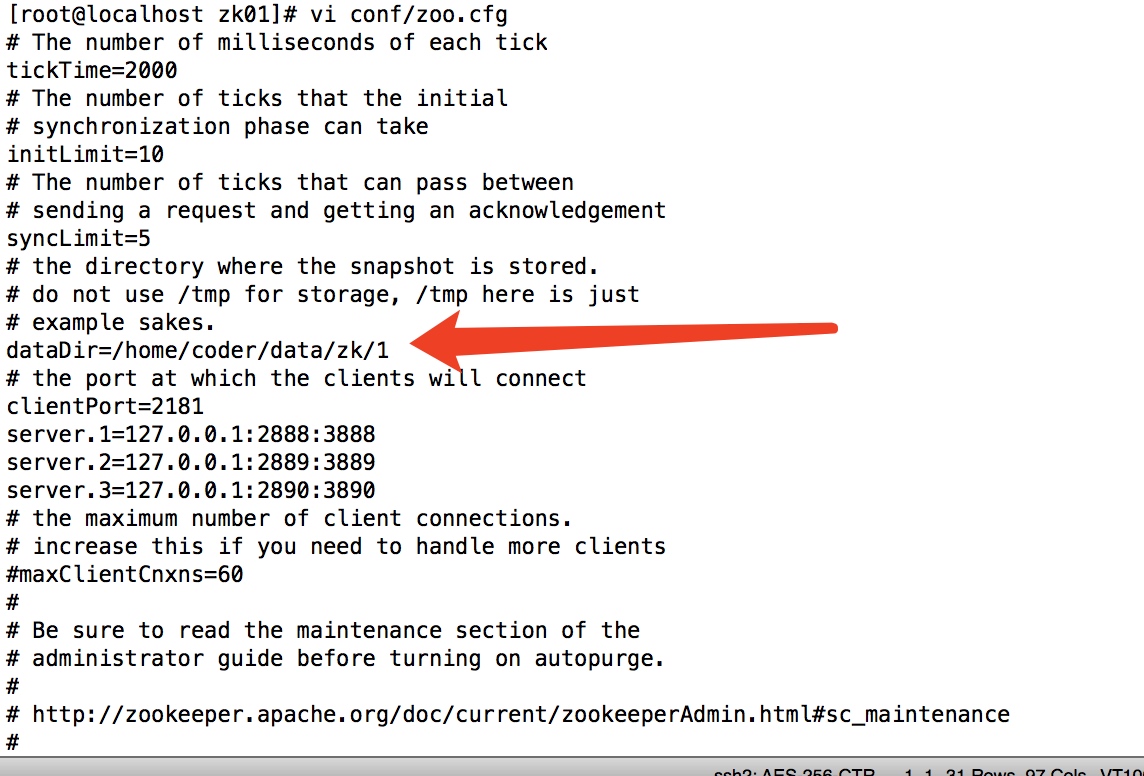 [root@localhost zk01]# vi conf/zoo.cfg
# The number of milliseconds of each tick
tickTime=2000
# The number of ticks that the initial
# synchronization phase can take
initLimit=10
# The number of ticks that can pass between
# sending a request and getting an acknowledgement
syncLimit=5
# the directory where the snapshot is stored.
# do not use /tmp for storage, /tmp here is just
# example sakes.
dataDir=/home/coder/data/zk/1
# the port at which the clients will connect
clientPort=2181
server.1=127.0.0.1:2888:3888
server.2=127.0.0.1:2889:3889
server.3=127.0.0.1:2890:3890
# the maximum number of client connections.
# increase this if you need to handle more clients
#maxClientCnxns=60
#
# Be sure to read the maintenance section of the
# administrator guide before turning on autopurge.
#
# http://zookeeper.apache.org/doc/current/zookeeperAdmin.html#sc_maintenance
#
ssh2: AES-256-CTR 1, 1 31 Rows, 97 Cols